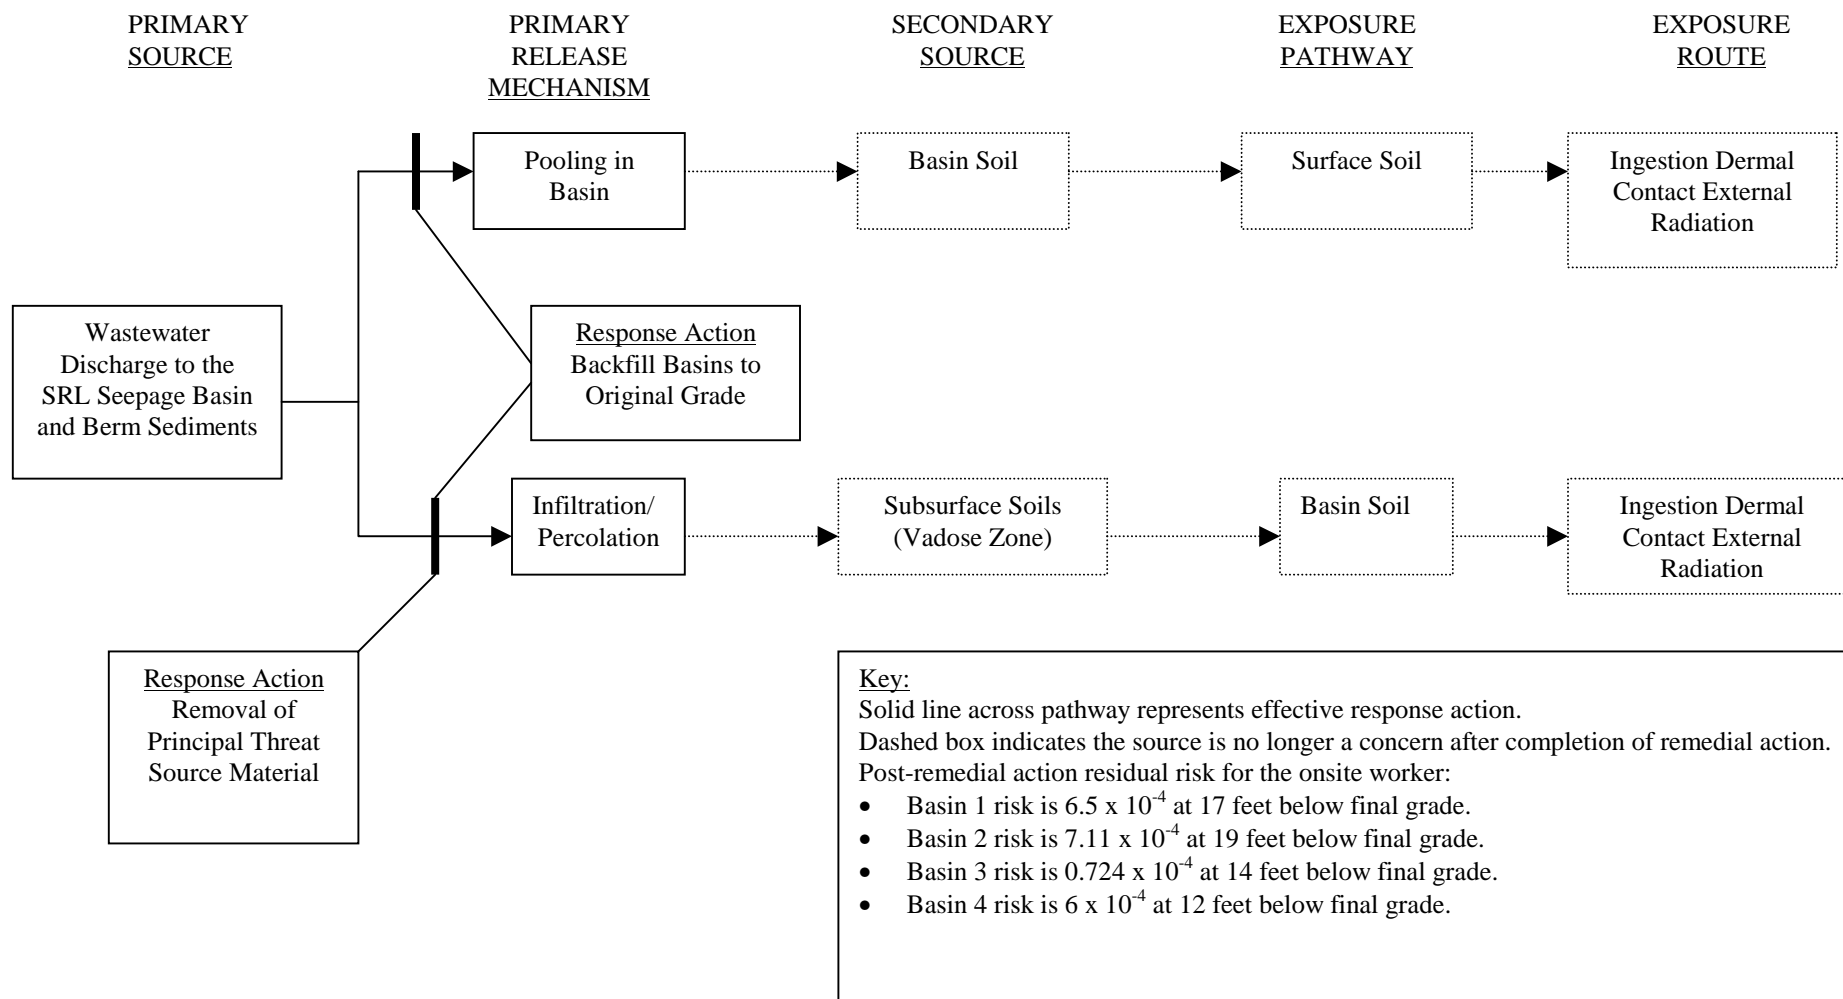 PRIMARY
SOURCE
PRIMARY
RELEASE
MECHANISM
SECONDARY
SOURCE
EXPOSURE
PATHWAY
EXPOSURE
ROUTE
Pooling in
Basin
Basin Soil
Surface Soil
Ingestion Dermal
Contact External
Radiation
Wastewater
Discharge to the
SRL Seepage Basin
and Berm Sediments
Response Action
Backfill Basins to
Original Grade
Infiltration/
Percolation
Subsurface Soils
(Vadose Zone)
Basin Soil
Ingestion Dermal
Contact External
Radiation
Response Action
Removal of
Principal Threat
Source Material
Key:
Solid line across pathway represents effective response action.
Dashed box indicates the source is no longer a concern after completion of remedial action.
Post-remedial action residual risk for the onsite worker:
• Basin 1 risk is 6.5 x 10⁻⁴ at 17 feet below final grade.
• Basin 2 risk is 7.11 x 10⁻⁴ at 19 feet below final grade.
• Basin 3 risk is 0.724 x 10⁻⁴ at 14 feet below final grade.
• Basin 4 risk is 6 x 10⁻⁴ at 12 feet below final grade.